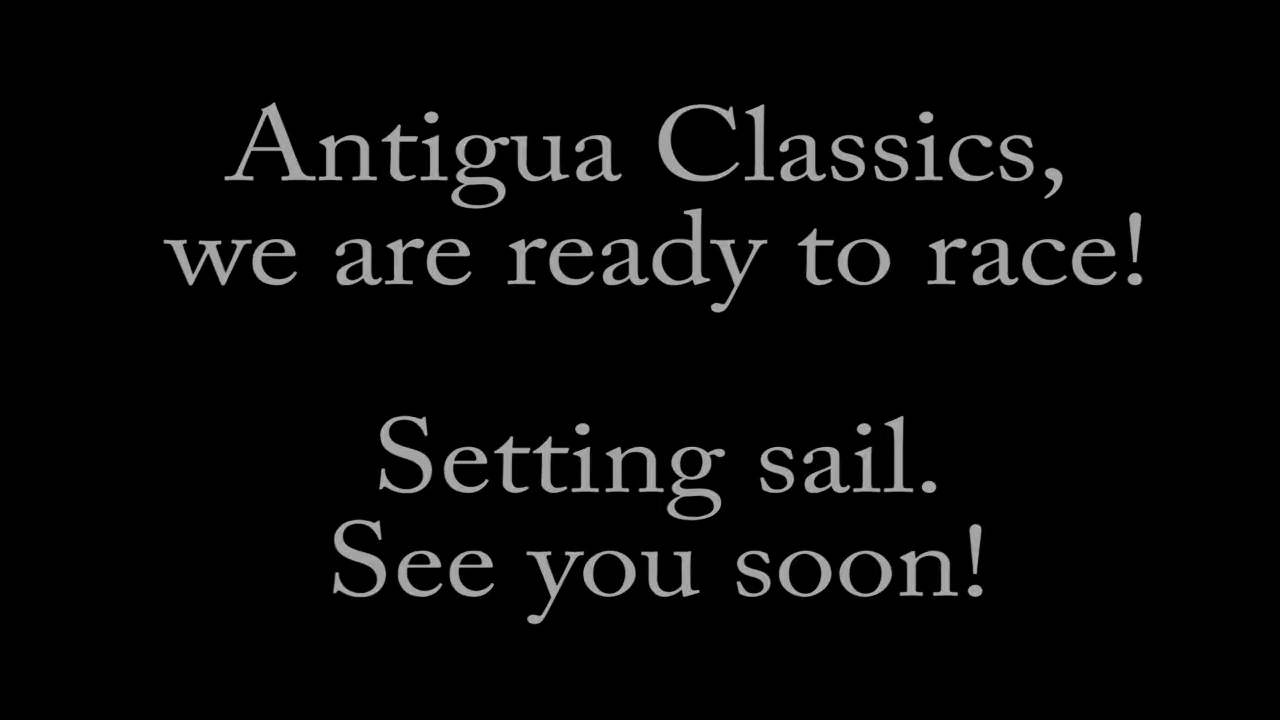 Antigua Classics,
we are ready to race!
Setting sail.
See you soon!